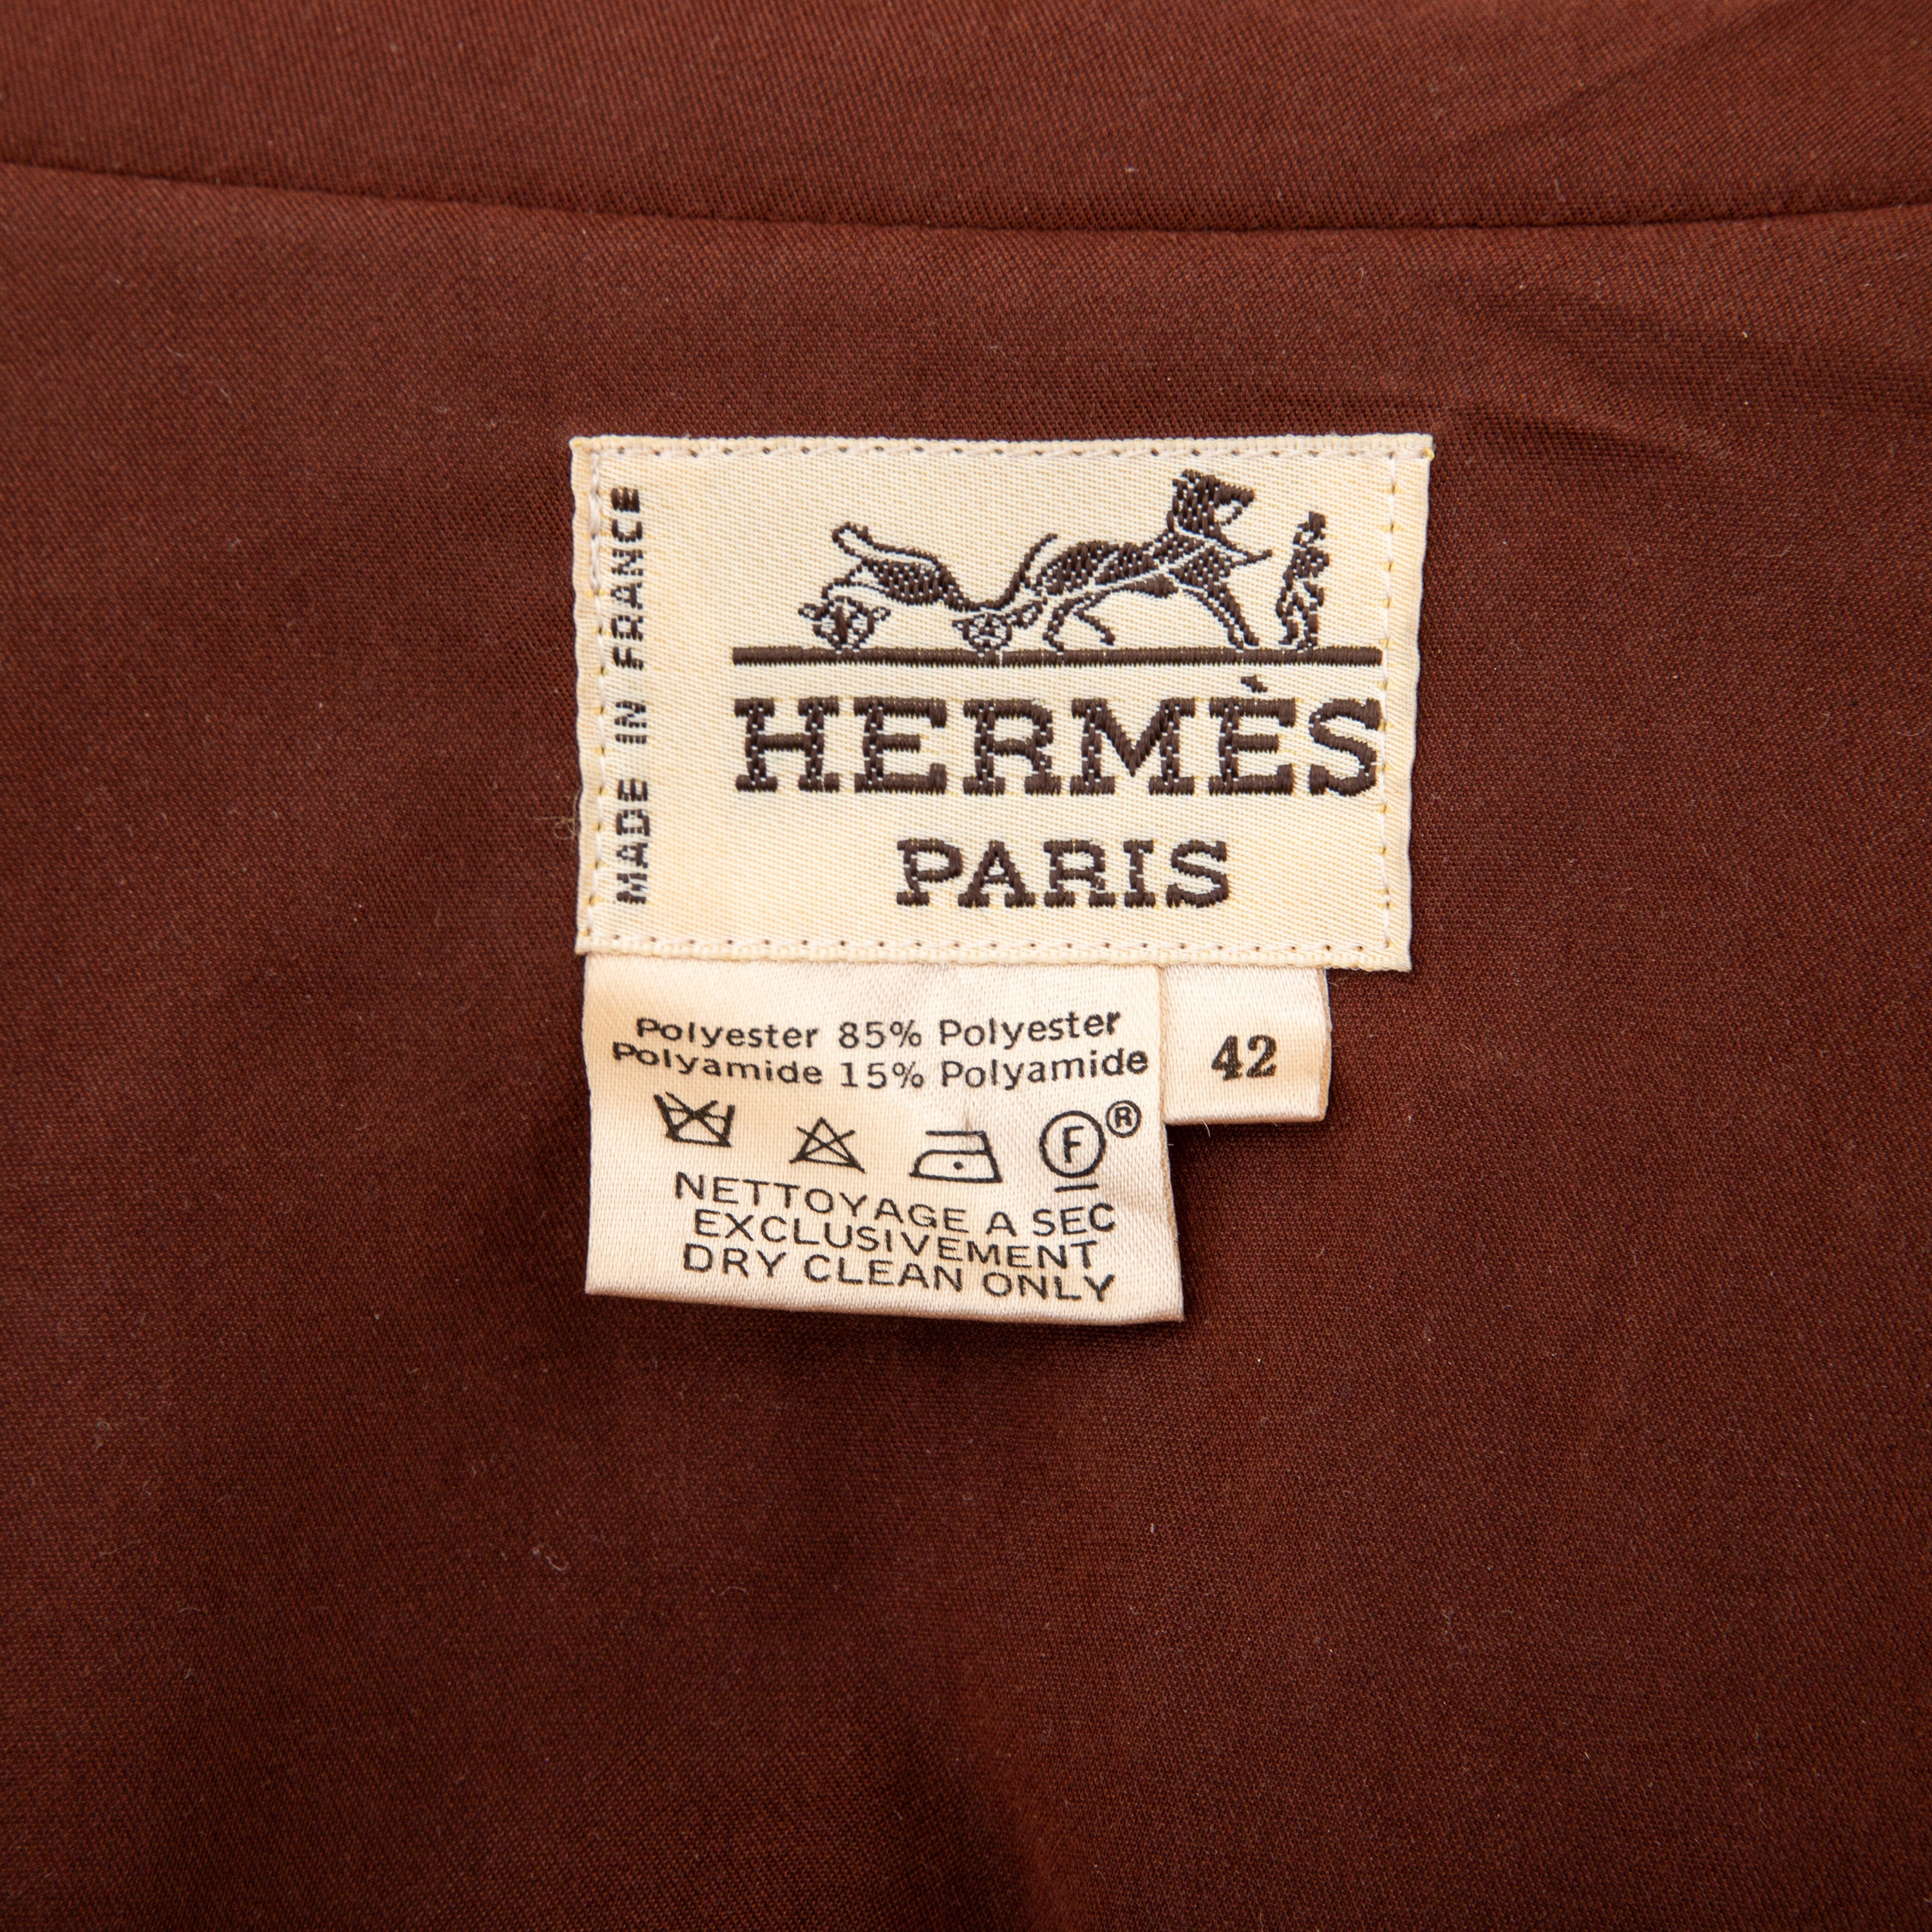 MADE IN FRANCE
HERMÈS
PARIS
Polyester 85% Polyester
Polyamide 15% Polyamide
42
F®
NETTOYAGE A SEC
EXCLUSIVEMENT
DRY CLEAN ONLY